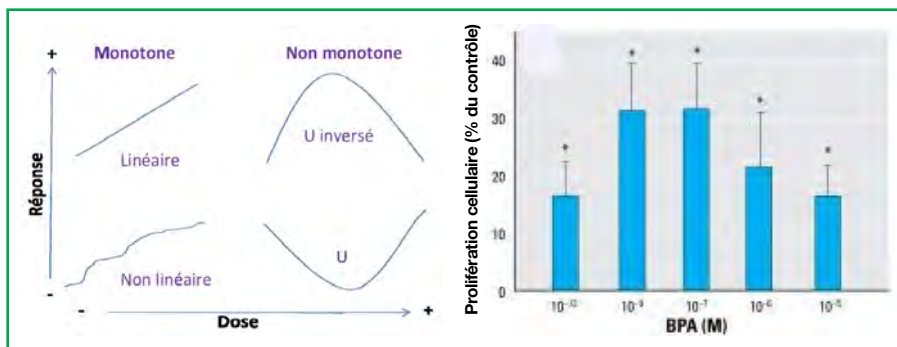 Monotone
Non monotone
+
Réponse
-
Linéaire
U inversé
Non linéaire
U
-
Dose
+
Prolifération cellulaire (% du contrôle)
40
30
20
10
0
*
*
*
*
*
10⁻¹⁰
10⁻⁹
10⁻⁷
10⁻⁶
10⁻⁵
BPA (M)